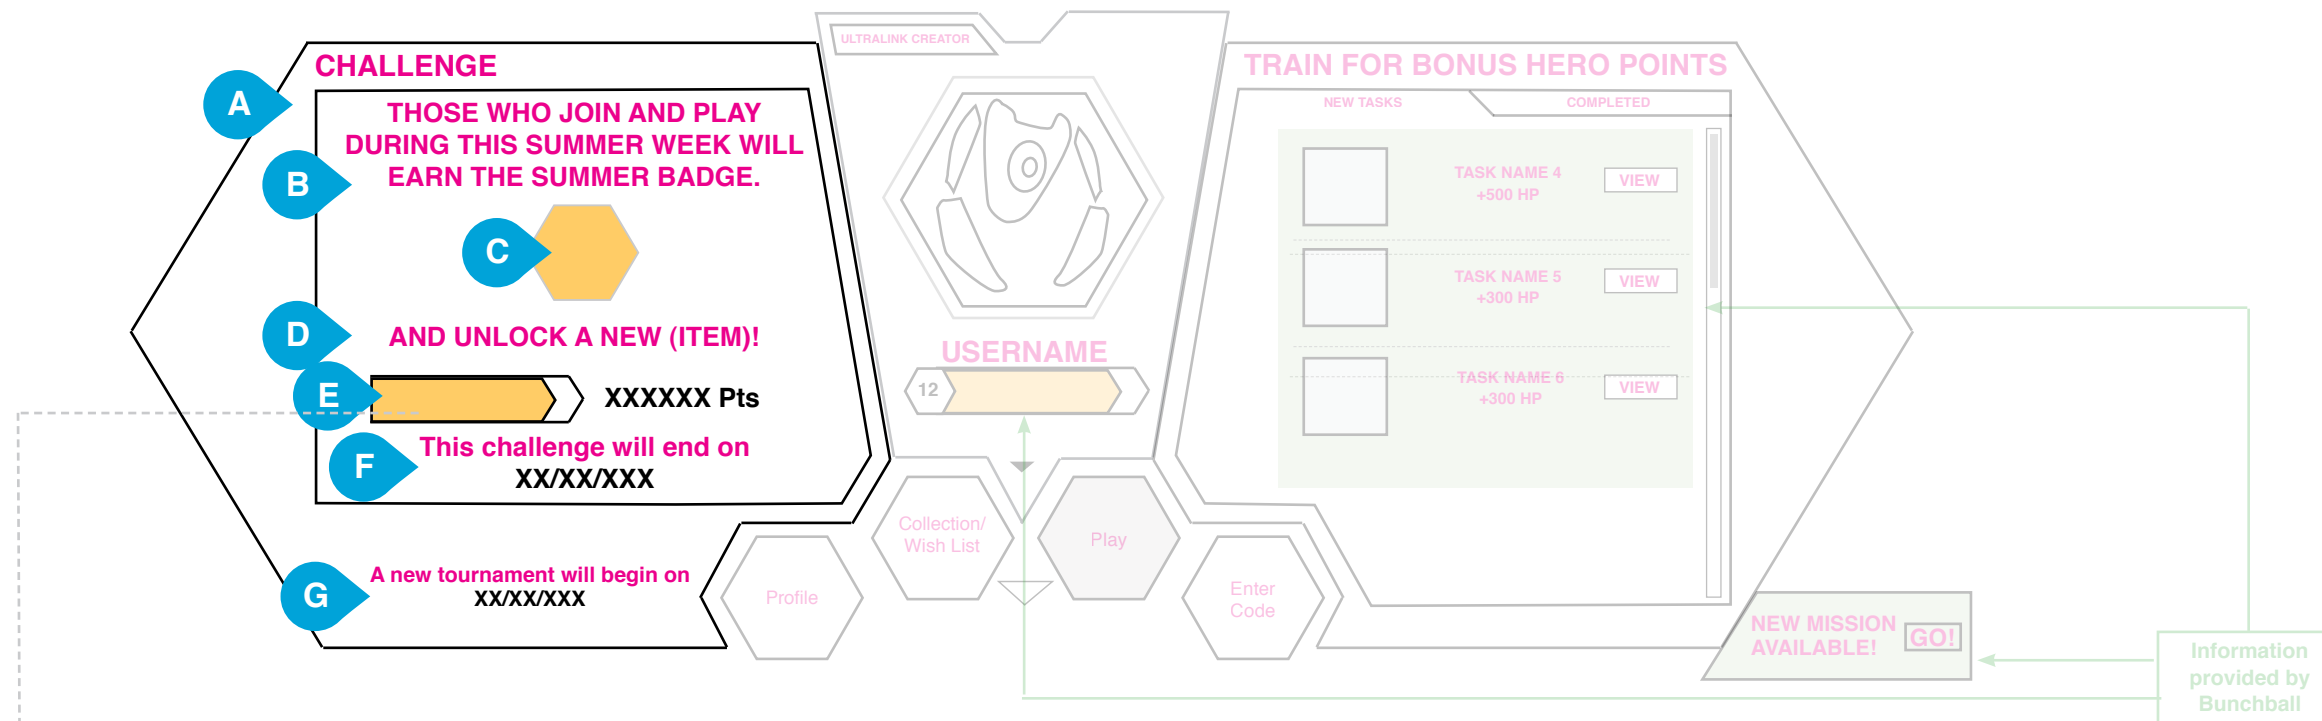 ULTRALINK CREATOR
CHALLENGE
TRAIN FOR BONUS HERO POINTS
A
THOSE WHO JOIN AND PLAY
DURING THIS SUMMER WEEK WILL
EARN THE SUMMER BADGE.
B
C
D
AND UNLOCK A NEW (ITEM)!
E
XXXXXX Pts
This challenge will end on
F
XX/XX/XXX
A new tournament will begin on
G
XX/XX/XXX
USERNAME
12
Collection/
Wish List
Play
Profile
Enter
Code
NEW TASKS
COMPLETED
TASK NAME 4
+500 HP
VIEW
TASK NAME 5
+300 HP
VIEW
TASK NAME 6
+300 HP
VIEW
NEW MISSION
AVAILABLE!
GO!
Information
provided by
Bunchball